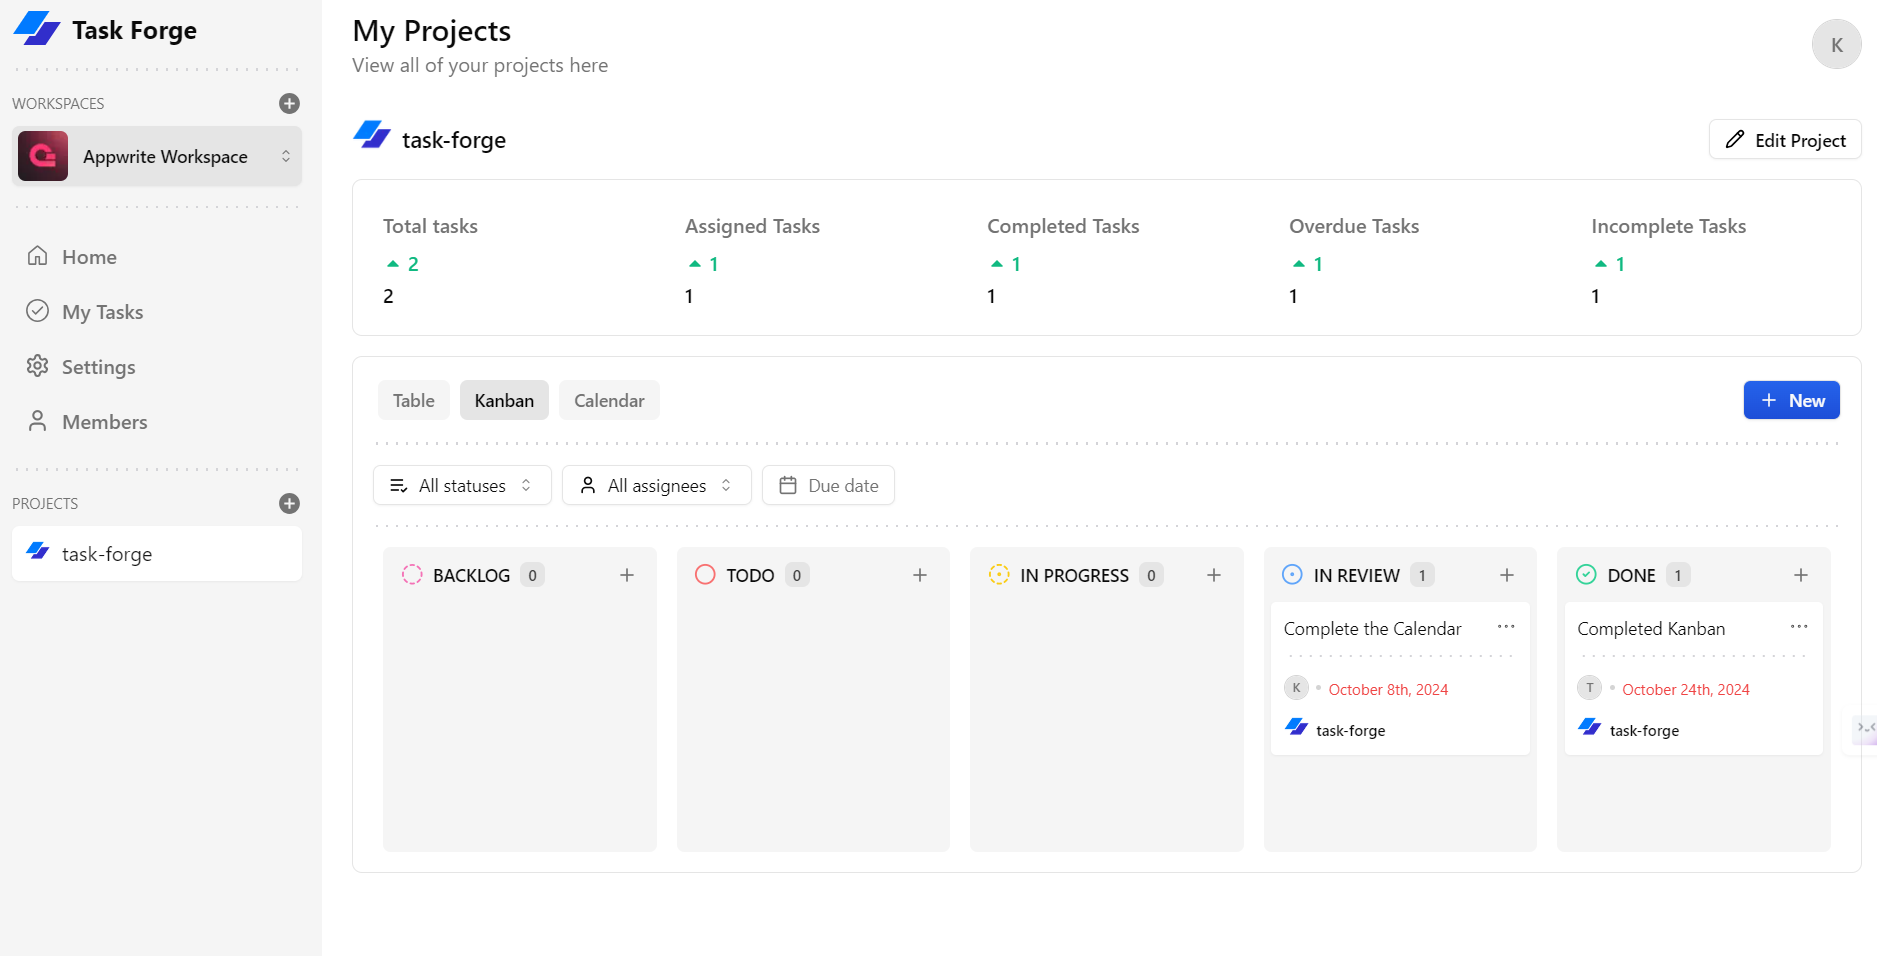 Task Forge
WORKSPACES
Appwrite Workspace
Home
My Tasks
Settings
Members
PROJECTS
task-forge
My Projects
View all of your projects here
K
task-forge
Edit Project
Total tasks
2
2
Assigned Tasks
1
1
Completed Tasks
1
1
Overdue Tasks
1
1
Incomplete Tasks
1
1
Table Kanban Calendar
+ New
All statuses All assignees Due date
BACKLOG 0 +
TODO 0 +
IN PROGRESS 0 +
IN REVIEW 1 +
Complete the Calendar ...
K • October 8th, 2024
task-forge
DONE 1 +
Completed Kanban ...
T • October 24th, 2024
task-forge